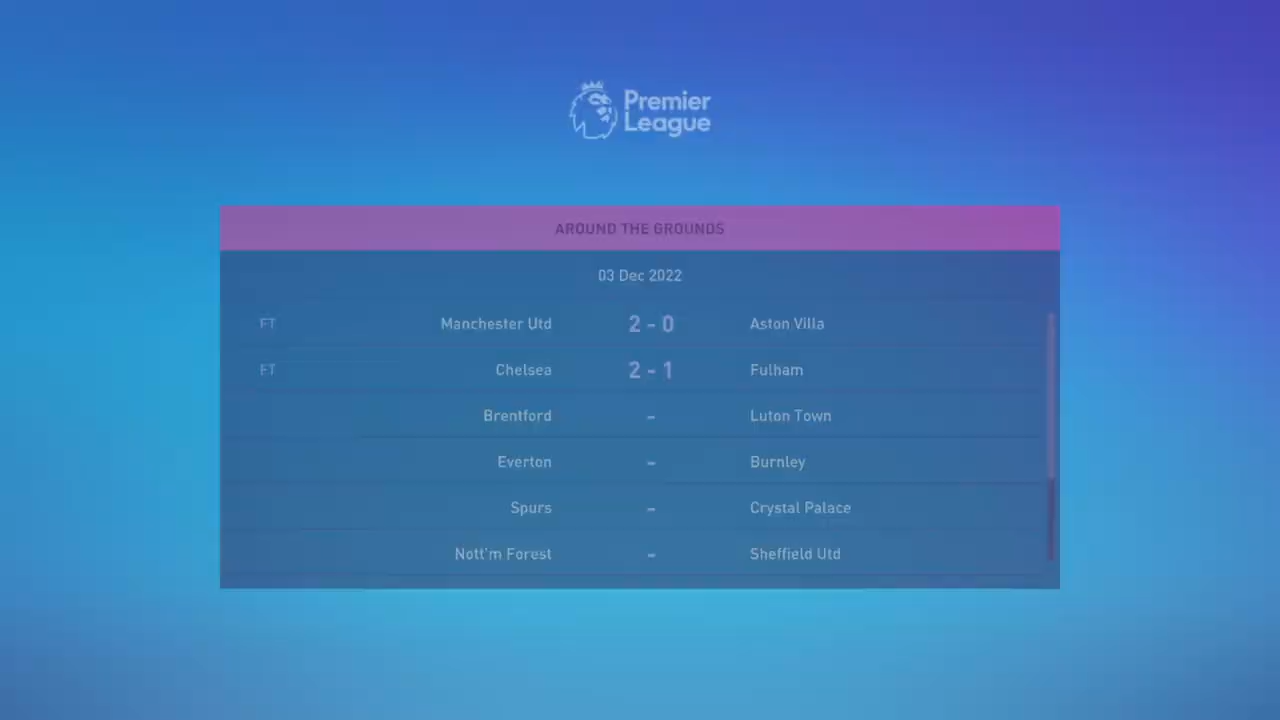 Premier
League
AROUND THE GROUNDS
03 Dec 2022
FT Manchester Utd 2 - 0 Aston Villa
FT Chelsea 2 - 1 Fulham
Brentford - Luton Town
Everton - Burnley
Spurs - Crystal Palace
Nott'm Forest - Sheffield Utd